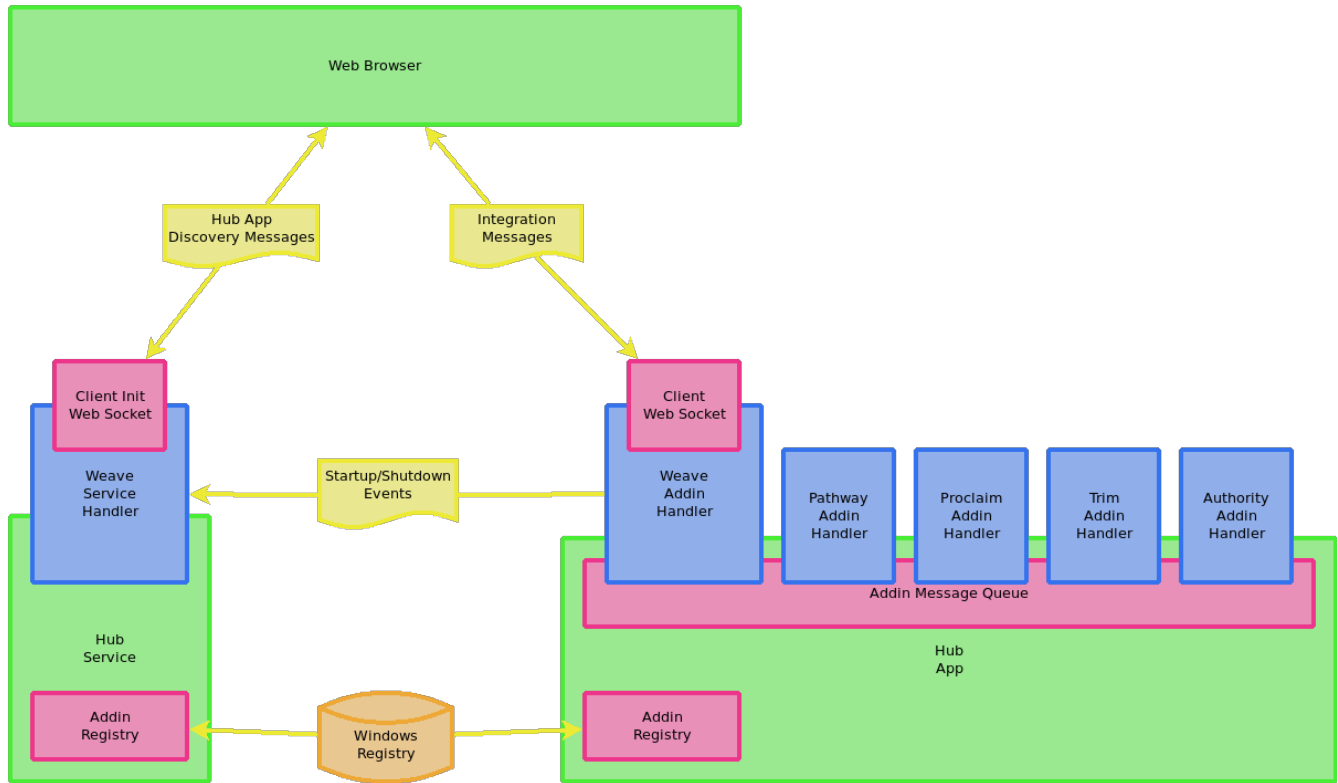 Web Browser
Hub App
Discovery Messages
Integration
Messages
Client Init
Web Socket
Client
Web Socket
Weave
Service
Handler
Startup/Shutdown
Events
Weave
Addin
Handler
Pathway
Addin
Handler
Proclaim
Addin
Handler
Trim
Addin
Handler
Authority
Addin
Handler
Addin Message Queue
Hub
Service
Hub
App
Addin
Registry
Windows
Registry
Addin
Registry